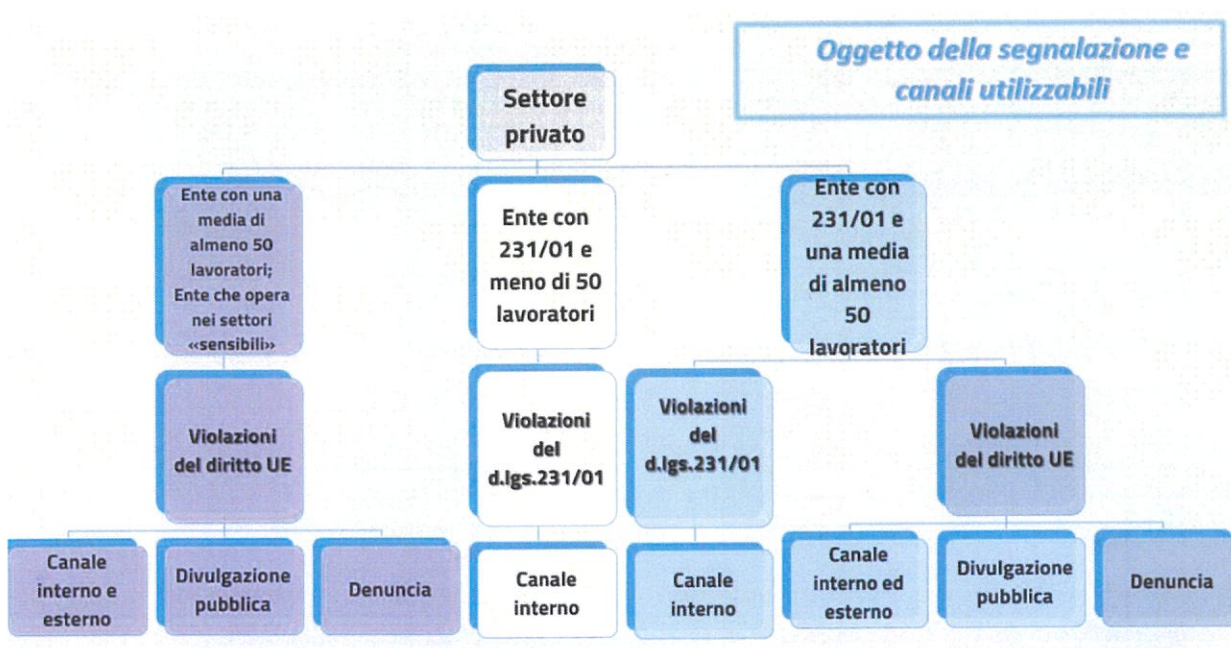 Oggetto della segnalazione e
canali utilizzabili
Settore
privato
Ente con una
media di
almeno 50
lavoratori;
Ente che opera
nei settori
«sensibili»
Ente con
231/01 e
meno di 50
lavoratori
Ente con
231/01 e
una media
di almeno
50
lavoratori
Violazioni
del diritto UE
Violazioni
del
d.lgs.231/01
Violazioni
del
d.lgs.231/01
Violazioni
del diritto UE
Canale
interno e
esterno
Divulgazione
pubblica
Denuncia
Canale
interno
Canale
interno
Canale
interno ed
esterno
Divulgazione
pubblica
Denuncia